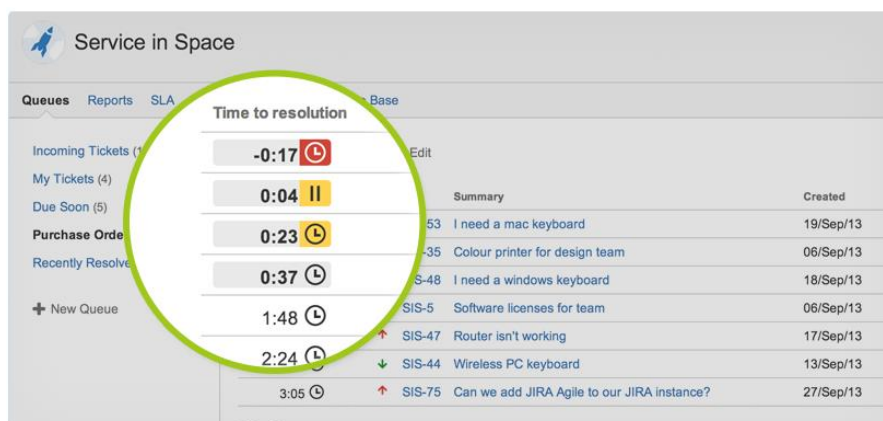 Service in Space
Queues Reports SLA Base
Time to resolution
Incoming Tickets
My Tickets (4)
Due Soon (5)
Purchase Orde
Recently Resolve
New Queue
Edit
Summary Created
-0:17 53 I need a mac keyboard 19/Sep/13
0:04 -35 Colour printer for design team 06/Sep/13
0:23 S-48 I need a windows keyboard 18/Sep/13
0:37 SIS-5 Software licenses for team 06/Sep/13
1:48 SIS-47 Router isn't working 17/Sep/13
2:24 SIS-44 Wireless PC keyboard 13/Sep/13
3:05 SIS-75 Can we add JIRA Agile to our JIRA instance? 27/Sep/13